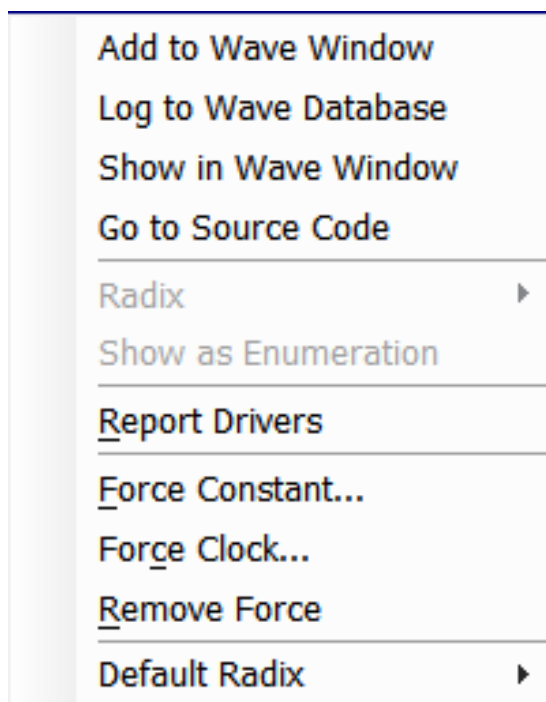 Add to Wave Window
Log to Wave Database
Show in Wave Window
Go to Source Code
Radix
Show as Enumeration
Report Drivers
Force Constant...
Force Clock...
Remove Force
Default Radix